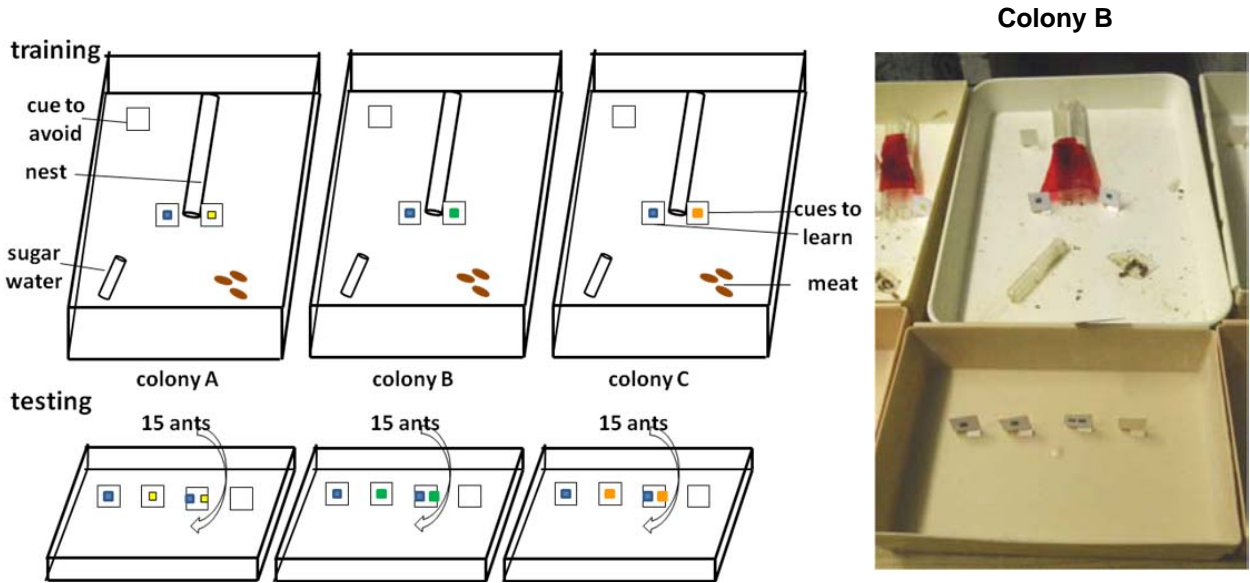 Colony B
training
cue to
avoid
nest
sugar
water
cues to
learn
meat
colony A
colony B
colony C
testing
15 ants
15 ants
15 ants